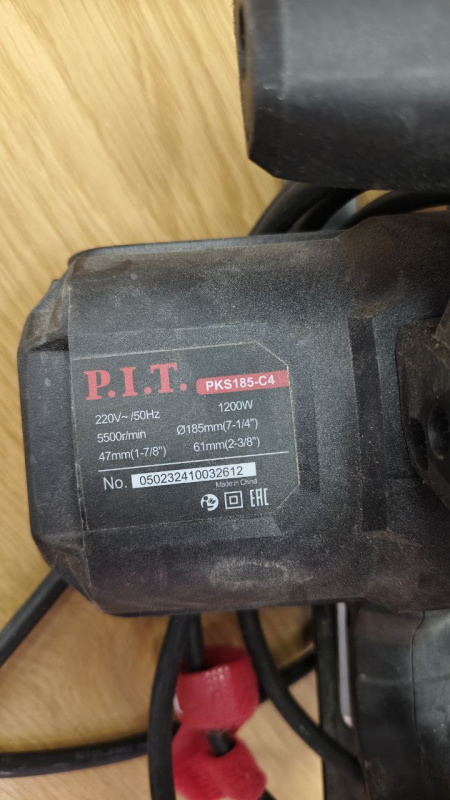 P.I.T. PKS185-C4
220V~ /50Hz 1200W
5500r/min Ø185mm(7-1/4")
47mm(1-7/8") 61mm(2-3/8")
No. 050232410032612
Made in China
EAC